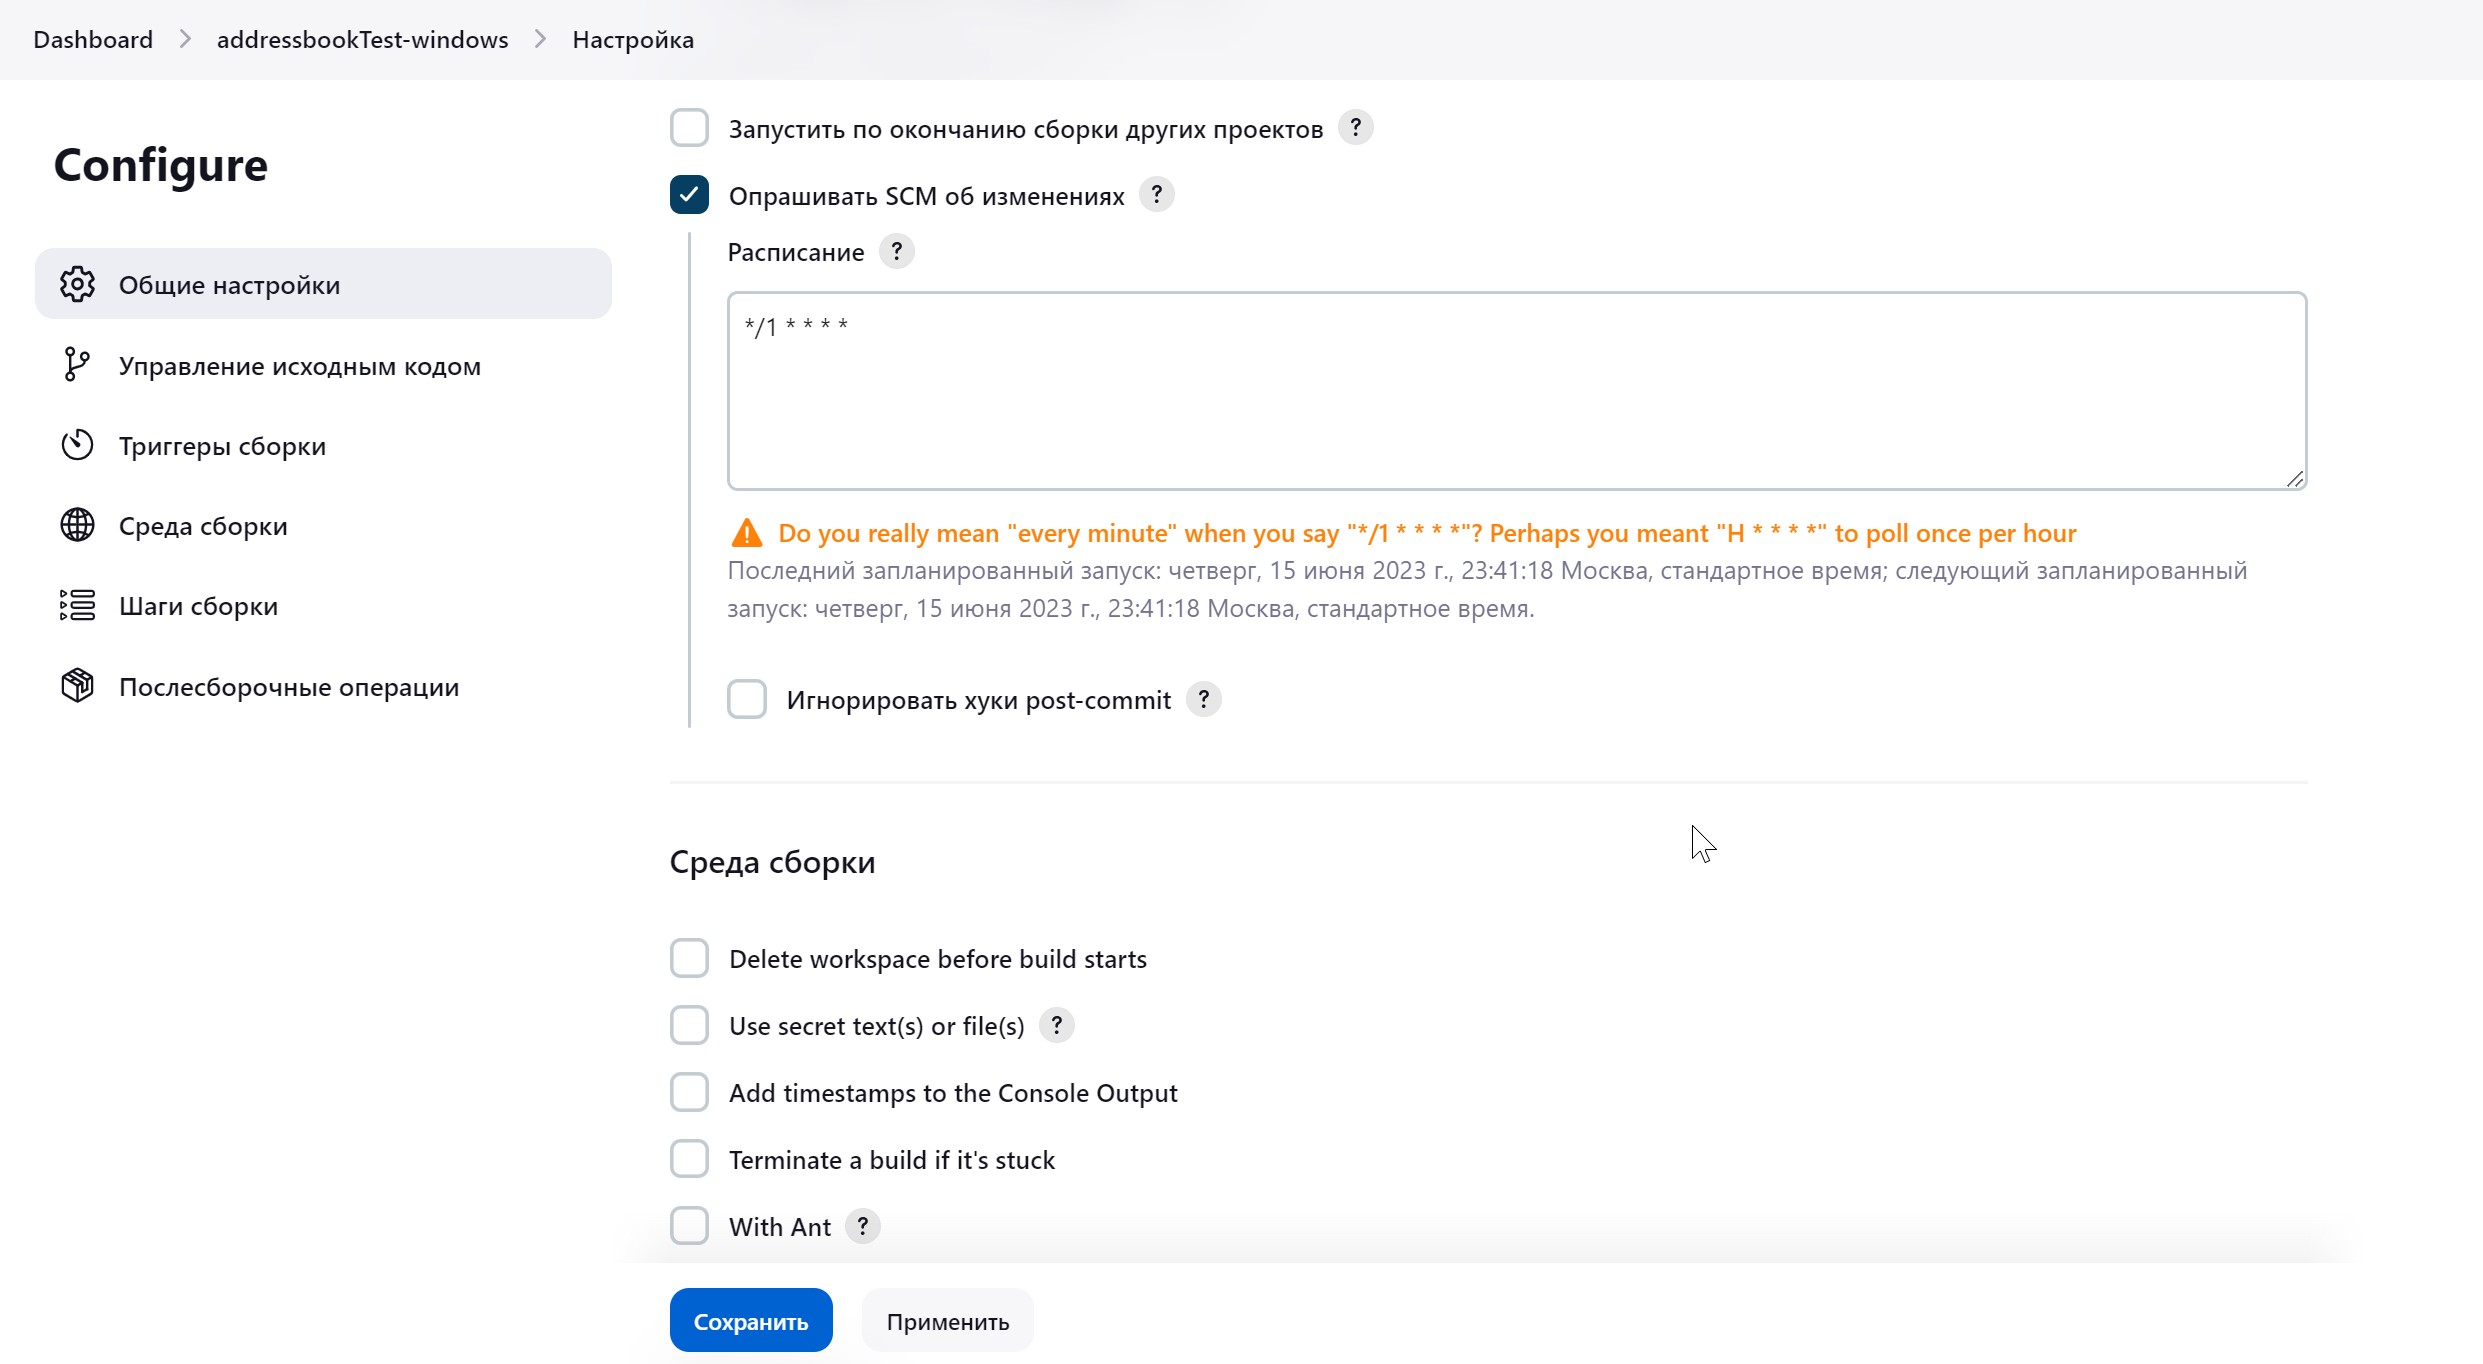 Dashboard > addressbookTest-windows > Настройка
Configure
Общие настройки
Управление исходным кодом
Триггеры сборки
Среда сборки
Шаги сборки
Послесборочные операции
Запустить по окончанию сборки других проектов ?
Опрашивать SCM об изменениях ?
Расписание ?
*/1 * * * *
Do you really mean "every minute" when you say "*/1 * * * *"? Perhaps you meant "H * * * *" to poll once per hour
Последний запланированный запуск: четверг, 15 июня 2023 г., 23:41:18 Москва, стандартное время; следующий запланированный
запуск: четверг, 15 июня 2023 г., 23:41:18 Москва, стандартное время.
Игнорировать хуки post-commit ?
Среда сборки
Delete workspace before build starts
Use secret text(s) or file(s) ?
Add timestamps to the Console Output
Terminate a build if it's stuck
With Ant ?
Сохранить
Применить